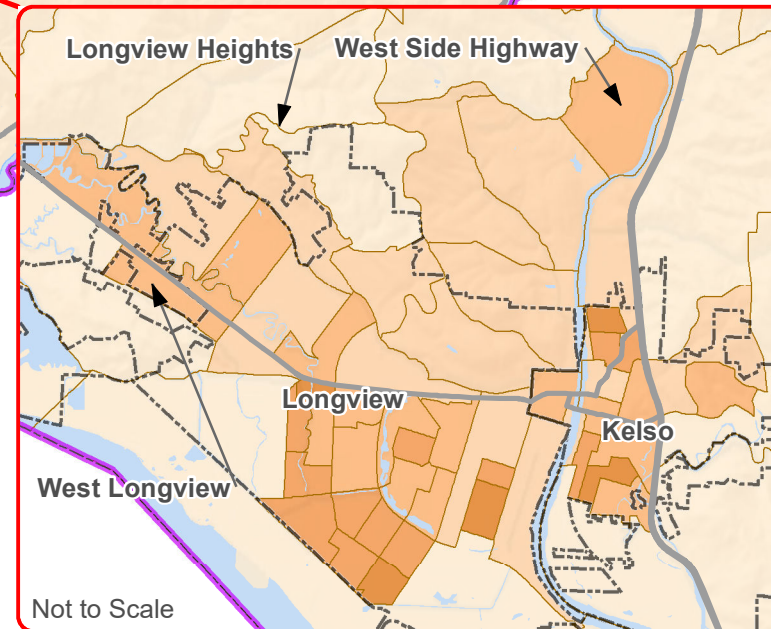 Longview Heights
West Side Highway
Longview
Kelso
West Longview
Not to Scale